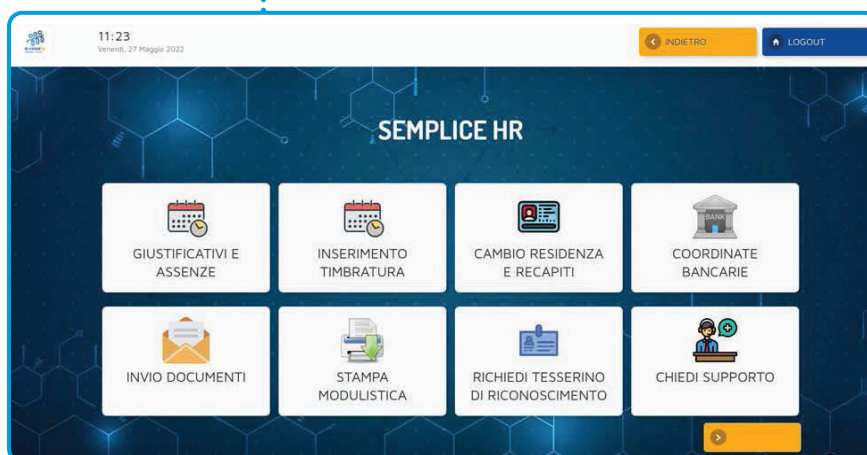 11:23
Venerdì, 27 Maggio 2022
INDIETRO
LOGOUT
SEMPLICE HR
GIUSTIFICATIVI E
ASSENZE
INSERIMENTO
TIMBRATURA
CAMBIO RESIDENZA
E RECAPITI
BANK
COORDINATE
BANCARIE
INVIO DOCUMENTI
STAMPA
MODULISTICA
RICHIEDI TESSERINO
DI RICONOSCIMENTO
CHIEDI SUPPORTO